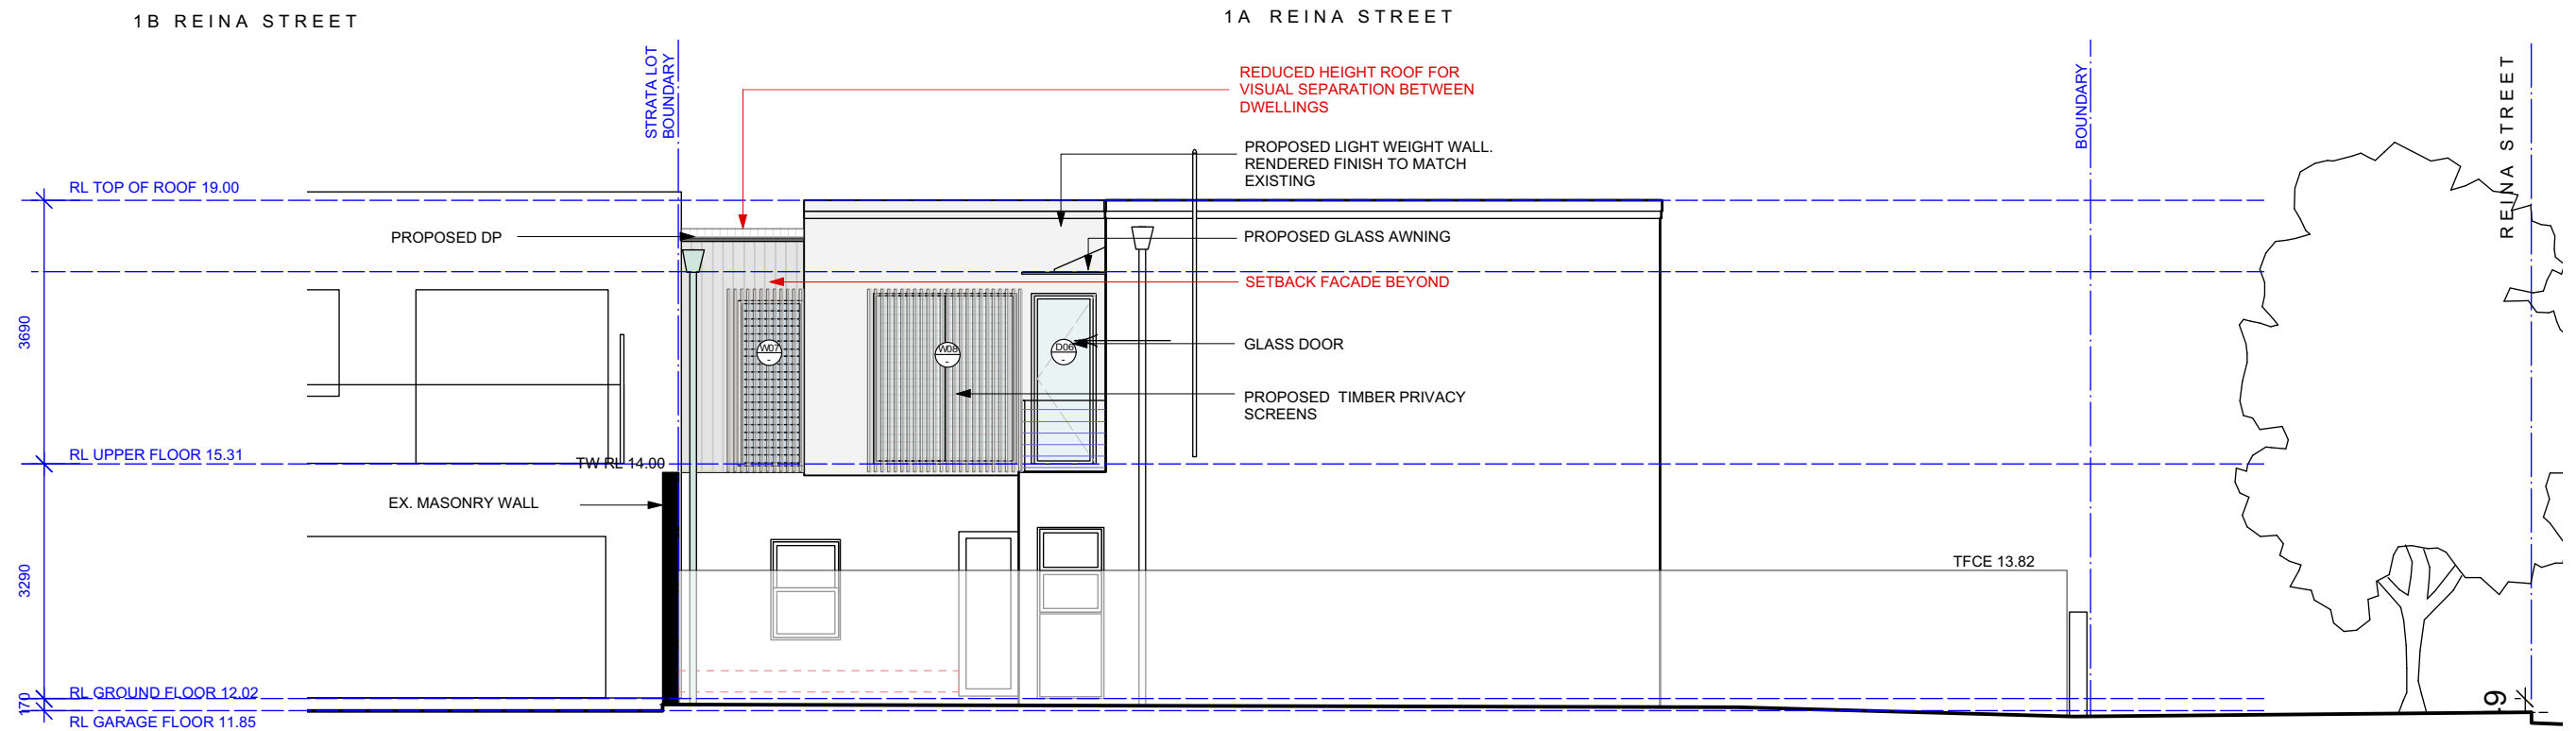 1B REINA STREET
1A REINA STREET
STRATA LOT
BOUNDARY
BOUNDARY
REINA STREET
REDUCED HEIGHT ROOF FOR
VISUAL SEPARATION BETWEEN
DWELLINGS
PROPOSED LIGHT WEIGHT WALL.
RENDERED FINISH TO MATCH
EXISTING
RL TOP OF ROOF 19.00
PROPOSED DP
PROPOSED GLASS AWNING
SETBACK FACADE BEYOND
3690
W07
-
W08
-
D06
-
GLASS DOOR
PROPOSED TIMBER PRIVACY
SCREENS
RL UPPER FLOOR 15.31
TW RL 14.00
EX. MASONRY WALL
3290
TFCE 13.82
RL GROUND FLOOR 12.02
170
RL GARAGE FLOOR 11.85